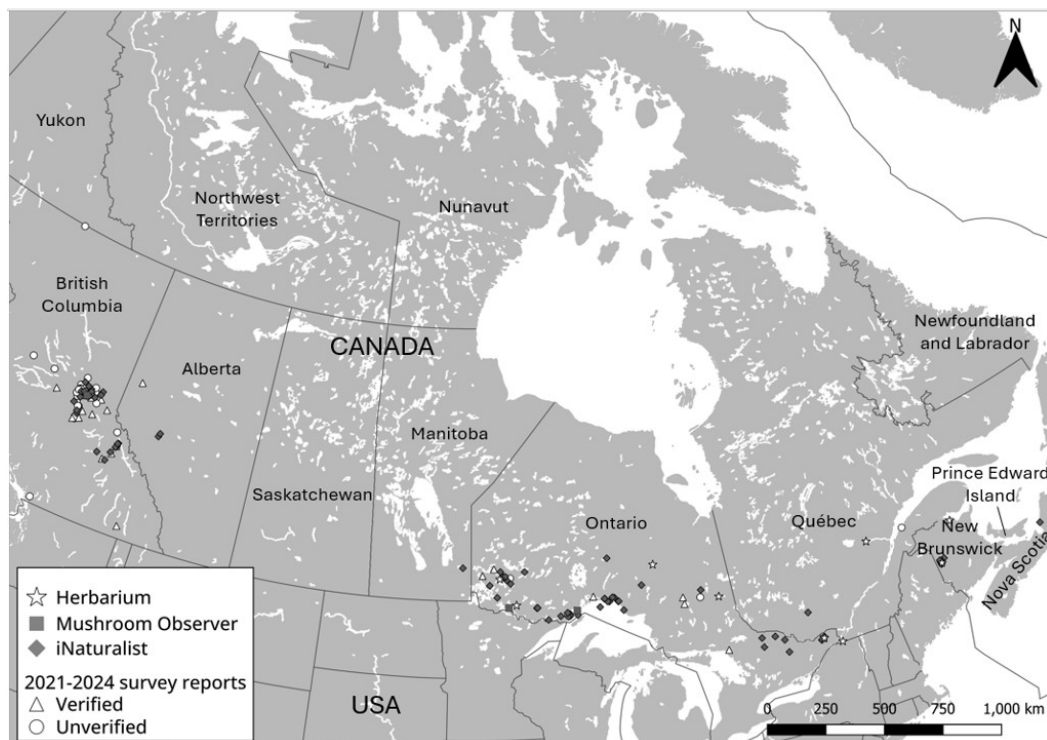 N
Yukon
Northwest
Territories
Nunavut
British
Columbia
Newfoundland
and Labrador
CANADA
Alberta
Manitoba
Prince Edward
Island
Saskatchewan
Ontario
Québec
New
Brunswick
Nova Scotia
Herbarium
Mushroom Observer
iNaturalist
2021-2024 survey reports
Verified
Unverified
USA
0 250 500 750 1,000 km